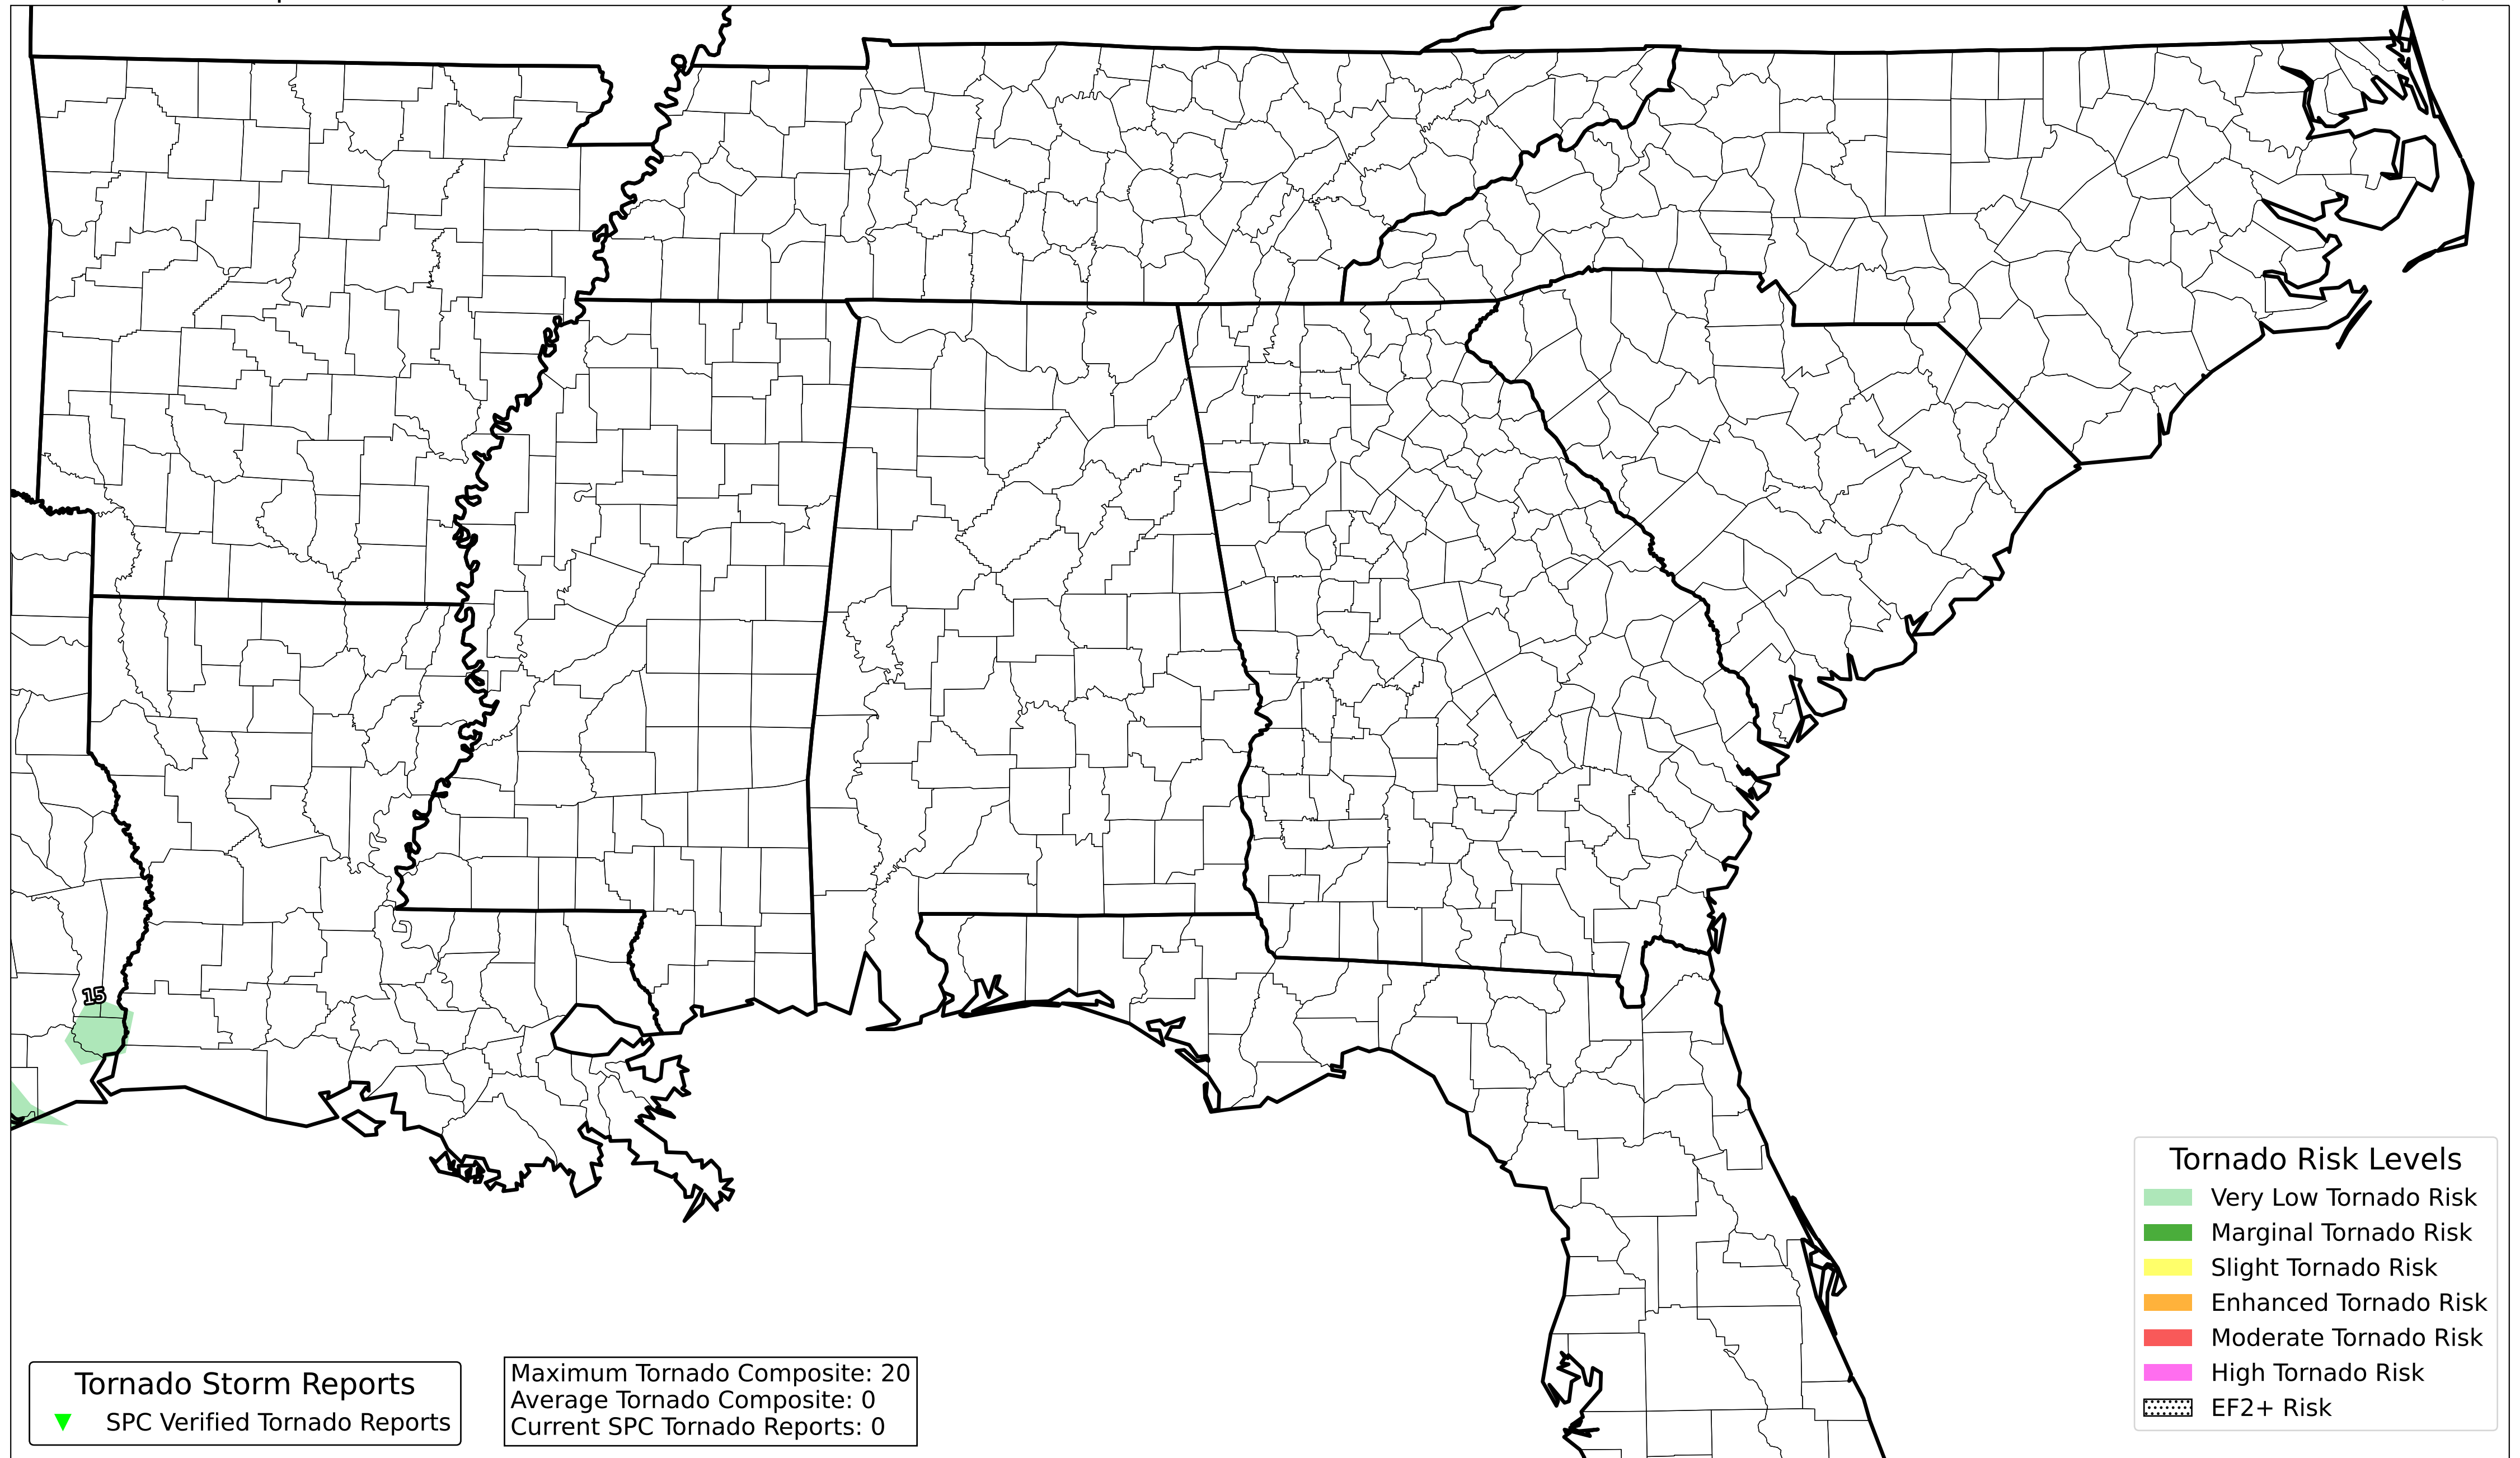 15
Tornado Storm Reports
SPC Verified Tornado Reports
Maximum Tornado Composite: 20
Average Tornado Composite: 0
Current SPC Tornado Reports: 0
Tornado Risk Levels
Very Low Tornado Risk
Marginal Tornado Risk
Slight Tornado Risk
Enhanced Tornado Risk
Moderate Tornado Risk
High Tornado Risk
EF2+ Risk